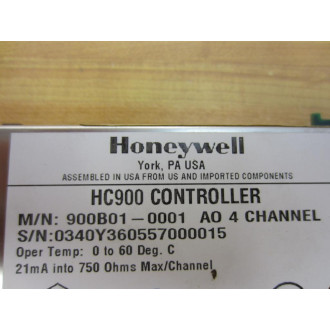 Honeywell
York, PA USA
ASSEMBLED IN USA FROM US AND IMPORTED COMPONENTS
HC900 CONTROLLER
M/N: 900B01-0001 AO 4 CHANNEL
S/N:0340Y360557000015
Oper Temp: 0 to 60 Deg. C
21mA into 750 Ohms Max/Channel